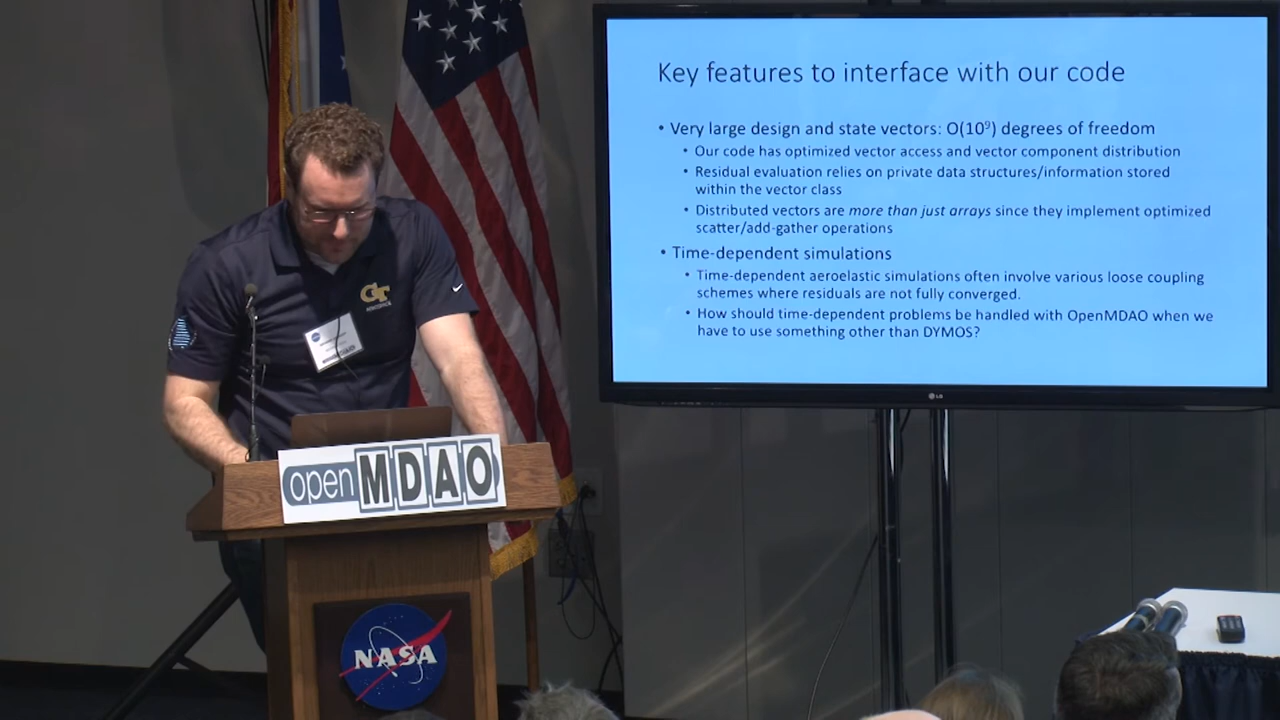 Key features to interface with our code
• Very large design and state vectors: O(10⁹) degrees of freedom
• Our code has optimized vector access and vector component distribution
• Residual evaluation relies on private data structures/information stored
within the vector class
• Distributed vectors are more than just arrays since they implement optimized
scatter/add-gather operations
• Time-dependent simulations
• Time-dependent aeroelastic simulations often involve various loose coupling
schemes where residuals are not fully converged.
• How should time-dependent problems be handled with OpenMDAO when we
have to use something other than DYMOS?
LG
GT
openMDAO
NASA